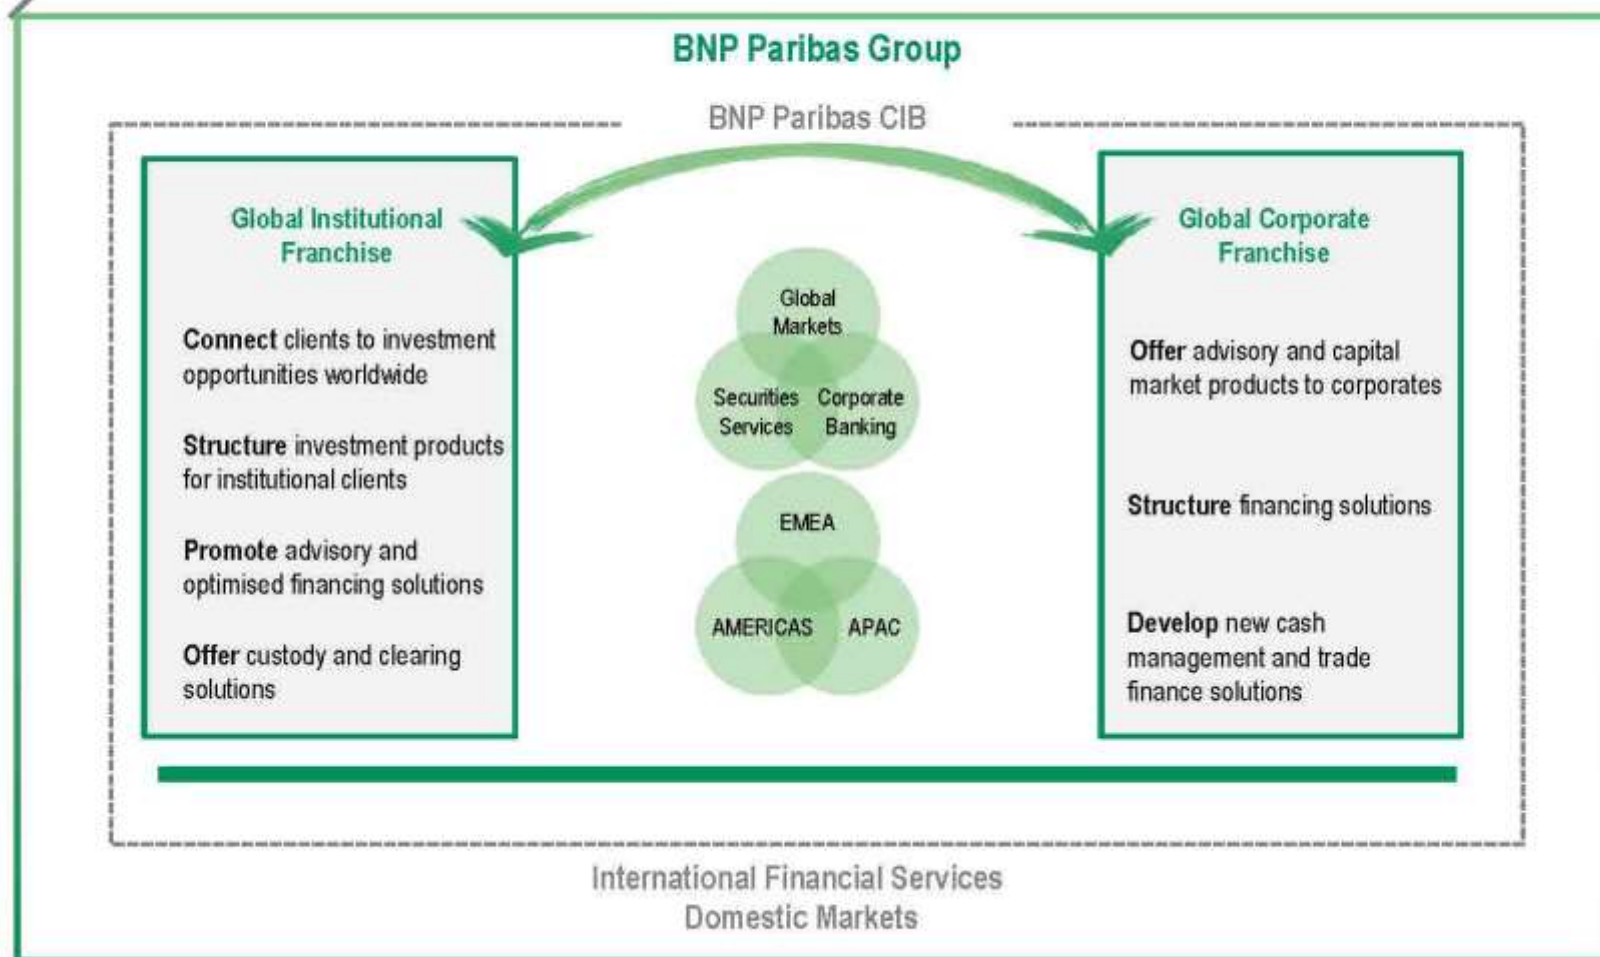 BNP Paribas Group
BNP Paribas CIB
Global Institutional
Franchise
Connect clients to investment
opportunities worldwide
Structure investment products
for institutional clients
Promote advisory and
optimised financing solutions
Offer custody and clearing
solutions
Global
Markets
Securities
Services
Corporate
Banking
EMEA
AMERICAS
APAC
Global Corporate
Franchise
Offer advisory and capital
market products to corporates
Structure financing solutions
Develop new cash
management and trade
finance solutions
International Financial Services
Domestic Markets